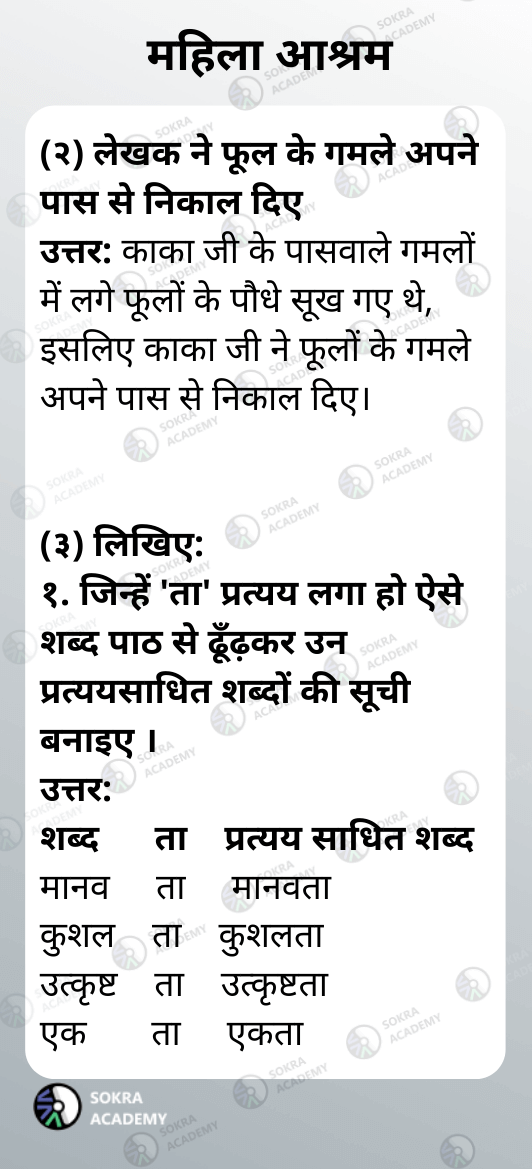 महिला आश्रम
(२) लेखक ने फूल के गमले अपने
पास से निकाल दिए
उत्तर: काका जी के पासवाले गमलों
में लगे फूलों के पौधे सूख गए थे,
इसलिए काका जी ने फूलों के गमले
अपने पास से निकाल दिए।
(३) लिखिए:
१. जिन्हें 'ता' प्रत्यय लगा हो ऐसे
शब्द पाठ से ढूँढ़कर उन
प्रत्ययसाधित शब्दों की सूची
बनाइए ।
उत्तर:
शब्द ता प्रत्यय साधित शब्द
मानव ता मानवता
कुशल ता कुशलता
उत्कृष्ट ता उत्कृष्टता
एक ता एकता
SOKRA
ACADEMY